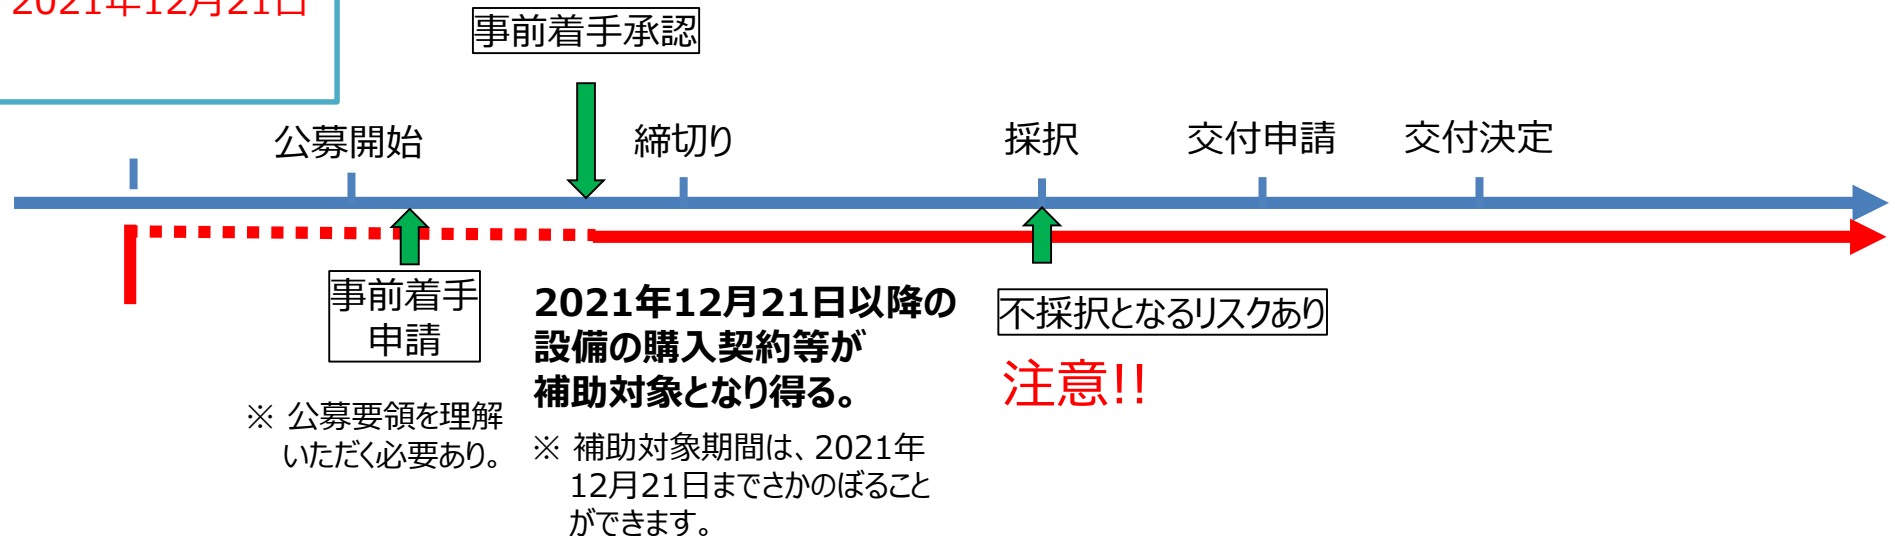 2021年12月21日
事前着手承認
公募開始
締切り
採択
交付申請
交付決定
事前着手
申請
※ 公募要領を理解
いただく必要あり。
2021年12月21日以降の
設備の購入契約等が
補助対象となり得る。
※ 補助対象期間は、2021年
12月21日までさかのぼること
ができます。
不採択となるリスクあり
注意!!